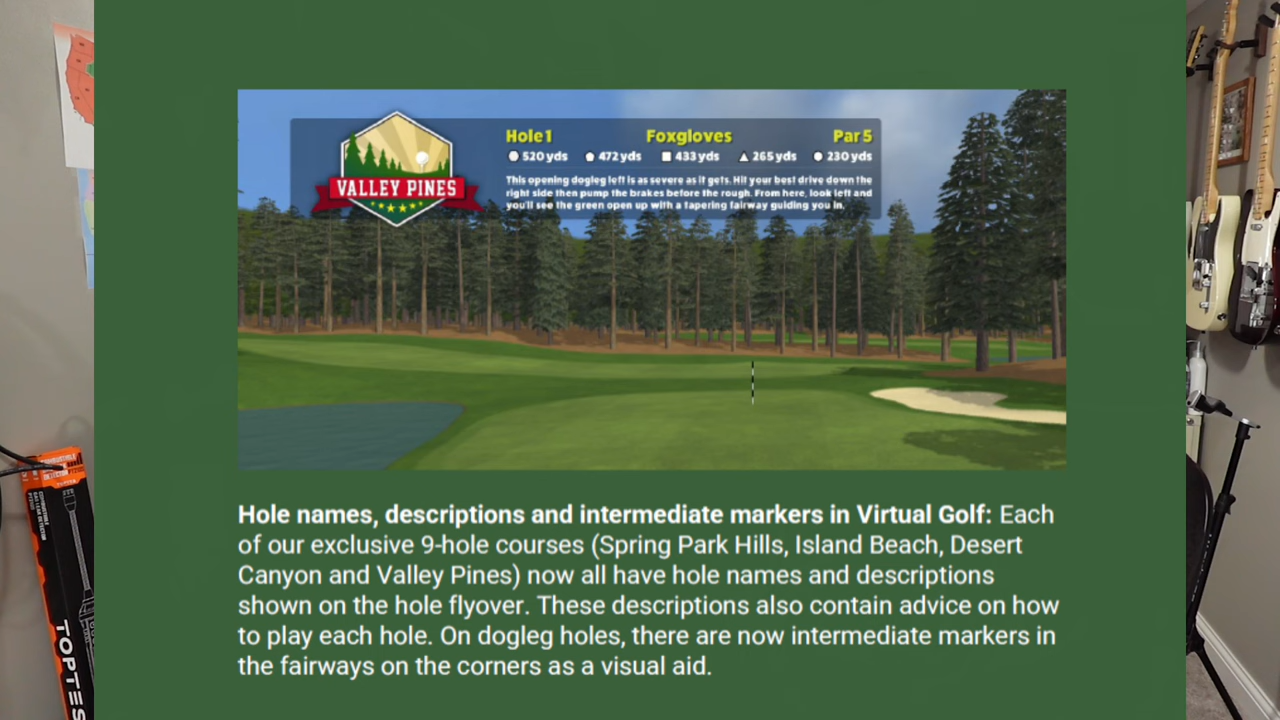 Hole 1 Foxgloves Par 5
520 yds 472 yds 433 yds 265 yds 230 yds
This opening dogleg left is as severe as it gets. Hit your best drive down the
right side then pump the brakes before the rough. From here, look left and
you'll see the green open up with a tapering fairway guiding you in.
VALLEY PINES
Hole names, descriptions and intermediate markers in Virtual Golf: Each
of our exclusive 9-hole courses (Spring Park Hills, Island Beach, Desert
Canyon and Valley Pines) now all have hole names and descriptions
shown on the hole flyover. These descriptions also contain advice on how
to play each hole. On dogleg holes, there are now intermediate markers in
the fairways on the corners as a visual aid.
TOPTES